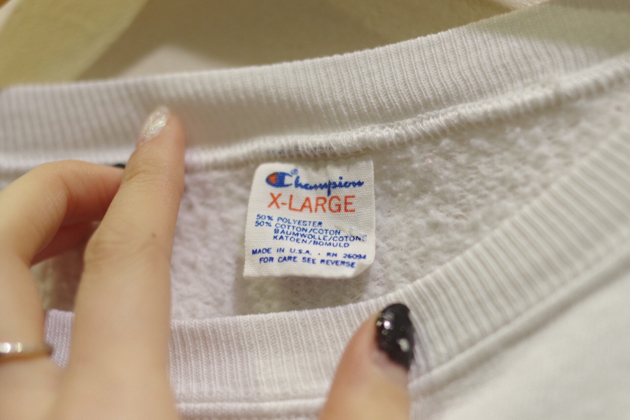 Champion
X-LARGE
50% POLYESTER
50% COTTON/COTON
BAUMWOLLE/COTONE
KATOEN/BOMULD
MADE IN U.S.A. · RN 26094
FOR CARE SEE REVERSE